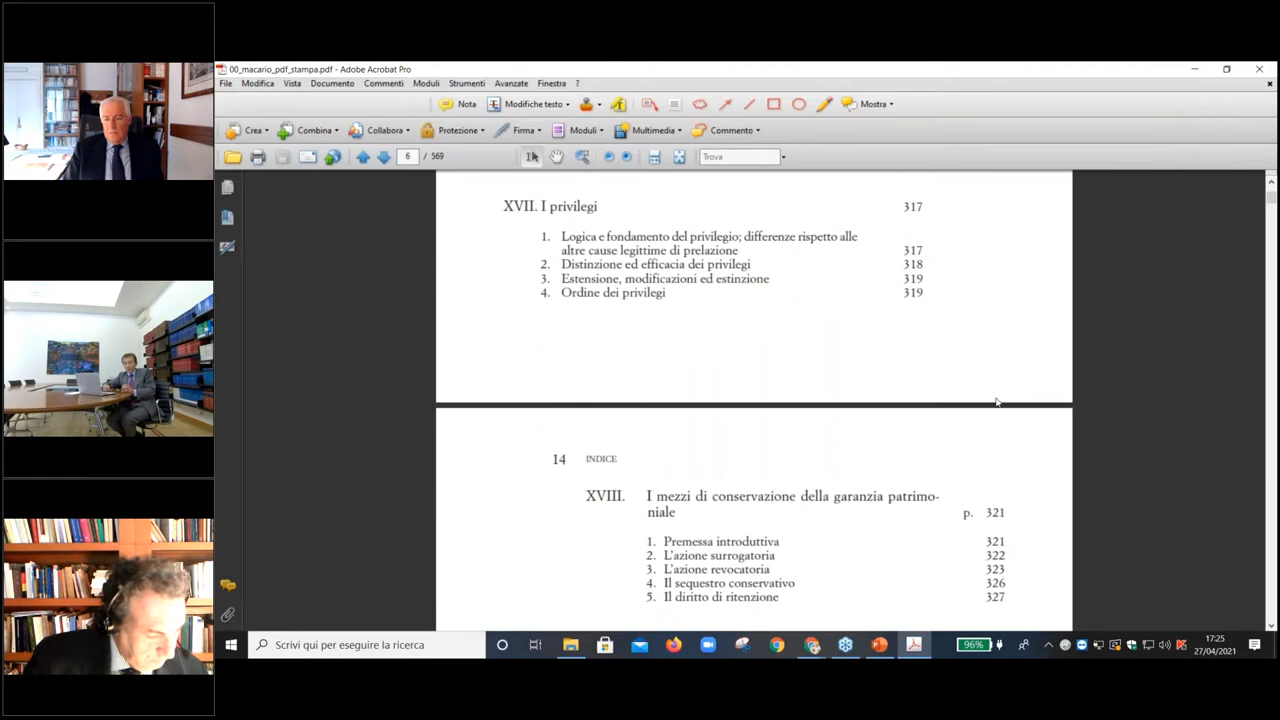 00_macario_pdf_stampa.pdf - Adobe Acrobat Pro
File Modifica Vista Documento Commenti Moduli Strumenti Avanzate Finestra ?
Nota Modifiche testo Mostra
Crea Combina Collabora Protezione Firma Moduli Multimedia Commento
6 / 569 Trova
XVII. I privilegi 317
1. Logica e fondamento del privilegio; differenze rispetto alle
altre cause legittime di prelazione 317
2. Distinzione ed efficacia dei privilegi 318
3. Estensione, modificazioni ed estinzione 319
4. Ordine dei privilegi 319
14 INDICE
XVIII. I mezzi di conservazione della garanzia patrimo-
niale p. 321
1. Premessa introduttiva 321
2. L'azione surrogatoria 322
3. L'azione revocatoria 323
4. Il sequestro conservativo 326
5. Il diritto di ritenzione 327
Scrivi qui per eseguire la ricerca 96% 17:25
27/04/2021